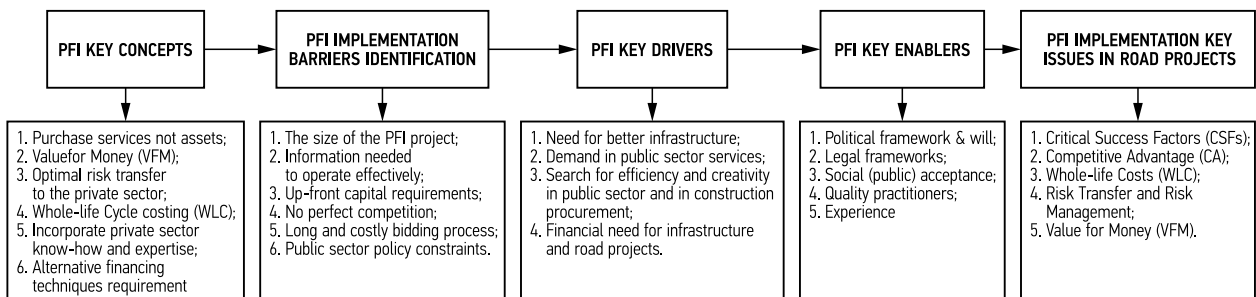 PFI KEY CONCEPTS
PFI IMPLEMENTATION
BARRIERS IDENTIFICATION
PFI KEY DRIVERS
PFI KEY ENABLERS
PFI IMPLEMENTATION KEY
ISSUES IN ROAD PROJECTS
1. Purchase services not assets;
2. Valuefor Money (VFM);
3. Optimal risk transfer
to the private sector;
4. Whole-life Cycle costing (WLC);
5. Incorporate private sector
know-how and expertise;
6. Alternative financing
techniques requirement
1. The size of the PFI project;
2. Information needed
to operate effectively;
3. Up-front capital requirements;
4. No perfect competition;
5. Long and costly bidding process;
6. Public sector policy constraints.
1. Need for better infrastructure;
2. Demand in public sector services;
3. Search for efficiency and creativity
in public sector and in construction
procurement;
4. Financial need for infrastructure
and road projects.
1. Political framework & will;
2. Legal frameworks;
3. Social (public) acceptance;
4. Quality practitioners;
5. Experience
1. Critical Success Factors (CSFs);
2. Competitive Advantage (CA);
3. Whole-life Costs (WLC);
4. Risk Transfer and Risk
Management;
5. Value for Money (VFM).